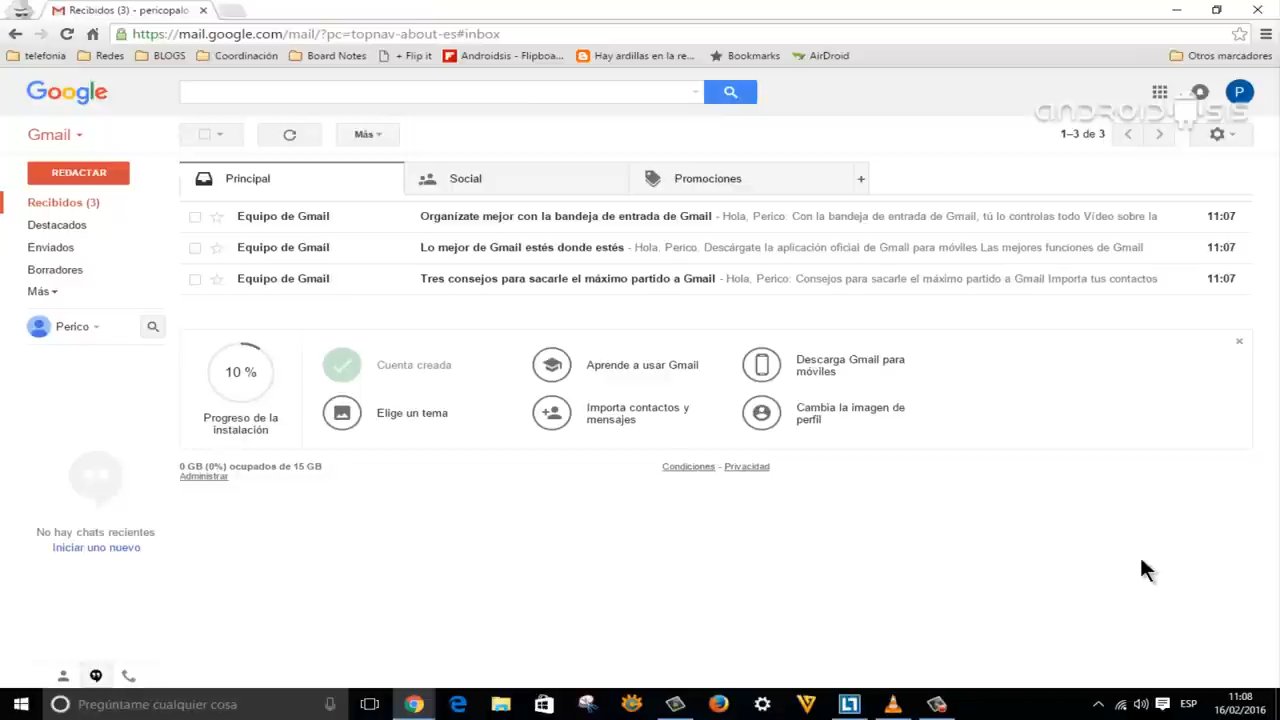 Recibidos (3) - pericopalo
https://mail.google.com/mail/?pc=topnav-about-es#inbox
telefonia Redes BLOGS Coordinación Board Notes + Flip it Androidsis - Flipboa... Hay ardillas en la re... Bookmarks AirDroid Otros marcadores
Google P
ANDROIDSIS
Gmail Más 1–3 de 3
REDACTAR Principal Social Promociones +
Recibidos (3)
Destacados
Enviados
Borradores
Más
Perico
Equipo de Gmail Organízate mejor con la bandeja de entrada de Gmail - Hola, Perico: Con la bandeja de entrada de Gmail, tú lo controlas todo Vídeo sobre la 11:07
Equipo de Gmail Lo mejor de Gmail estés donde estés - Hola. Perico. Descárgate la aplicación oficial de Gmail para móviles Las mejores funciones de Gmail 11:07
Equipo de Gmail Tres consejos para sacarle el máximo partido a Gmail - Hola, Perico: Consejos para sacarle el máximo partido a Gmail Importa tus contactos 11:07
10 %
Progreso de la
instalación
Cuenta creada
Elige un tema
Aprende a usar Gmail
Importa contactos y
mensajes
Descarga Gmail para
móviles
Cambia la imagen de
perfil
0 GB (0%) ocupados de 15 GB
Administrar
Condiciones - Privacidad
No hay chats recientes
Iniciar uno nuevo
Pregúntame cualquier cosa
ESP
11:08
16/02/2016